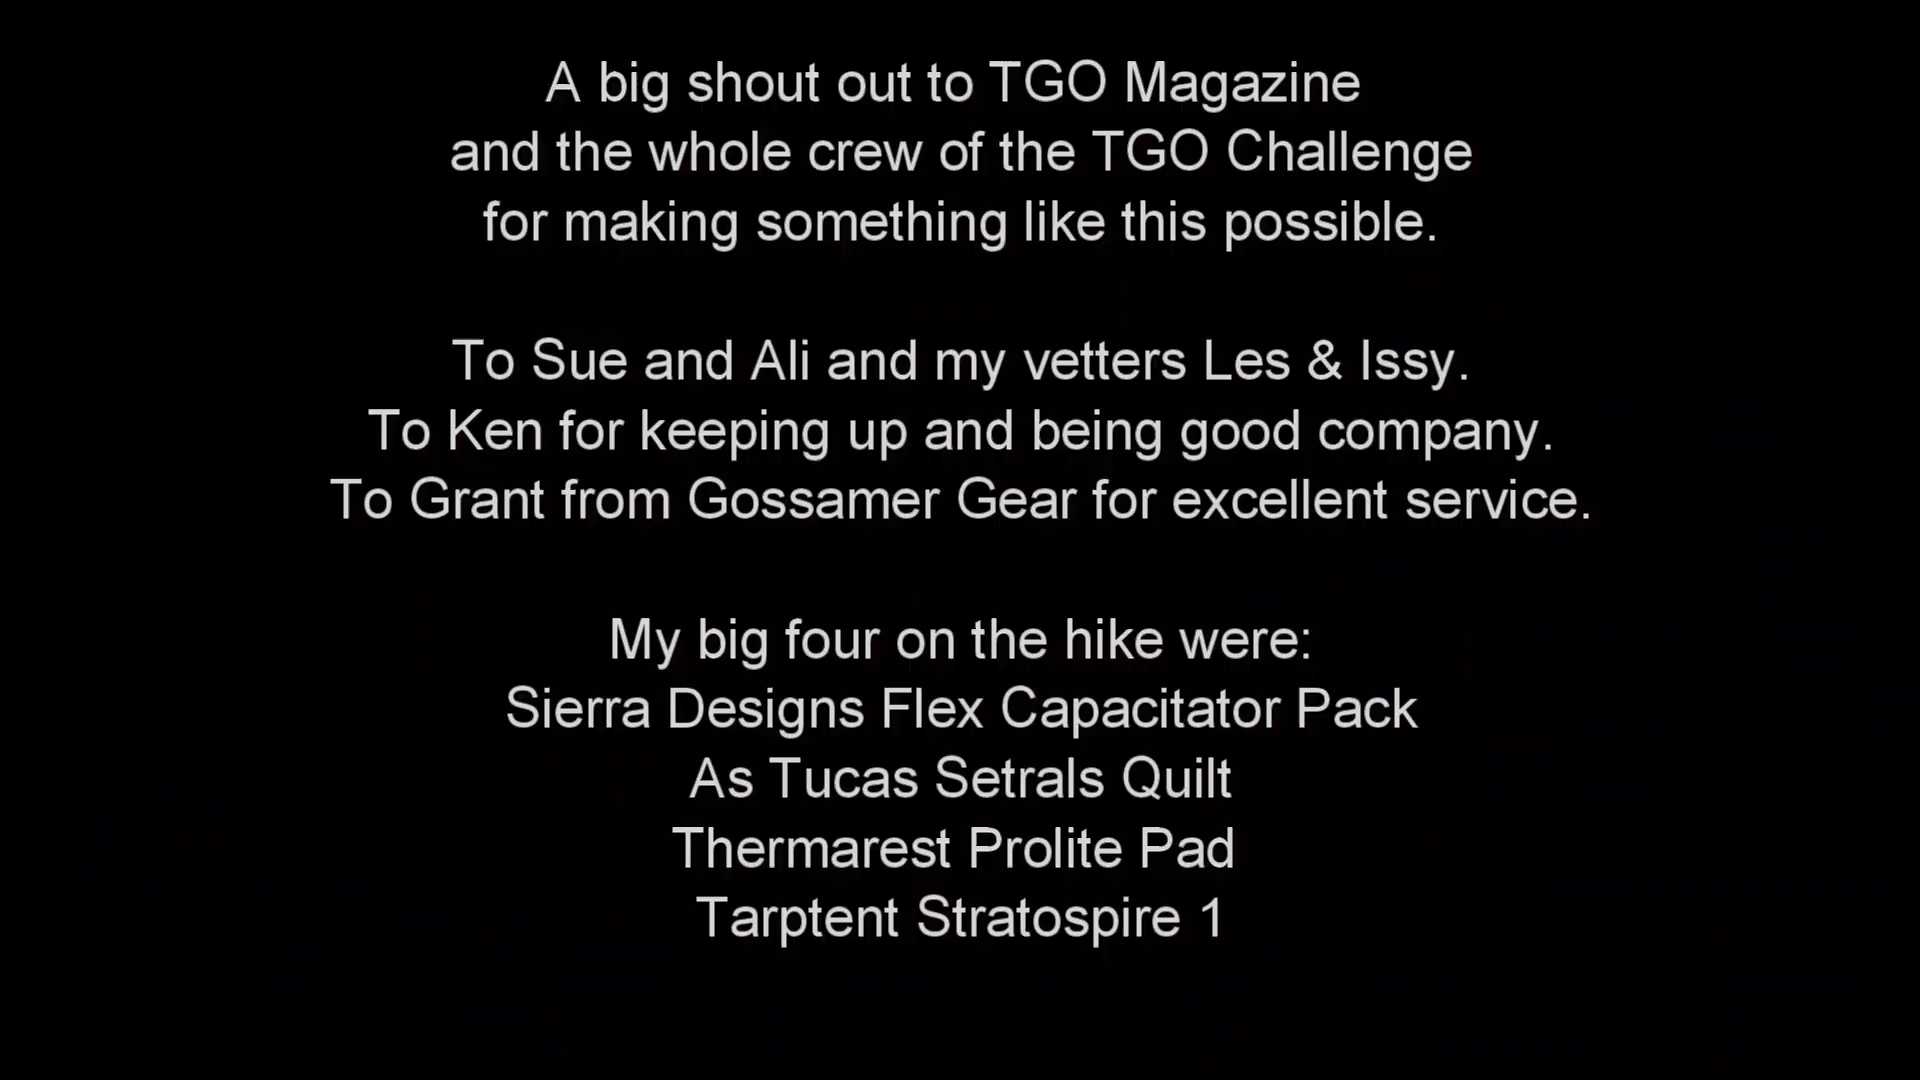 A big shout out to TGO Magazine
and the whole crew of the TGO Challenge
for making something like this possible.
To Sue and Ali and my vetters Les & Issy.
To Ken for keeping up and being good company.
To Grant from Gossamer Gear for excellent service.
My big four on the hike were:
Sierra Designs Flex Capacitator Pack
As Tucas Setrals Quilt
Thermarest Prolite Pad
Tarptent Stratospire 1